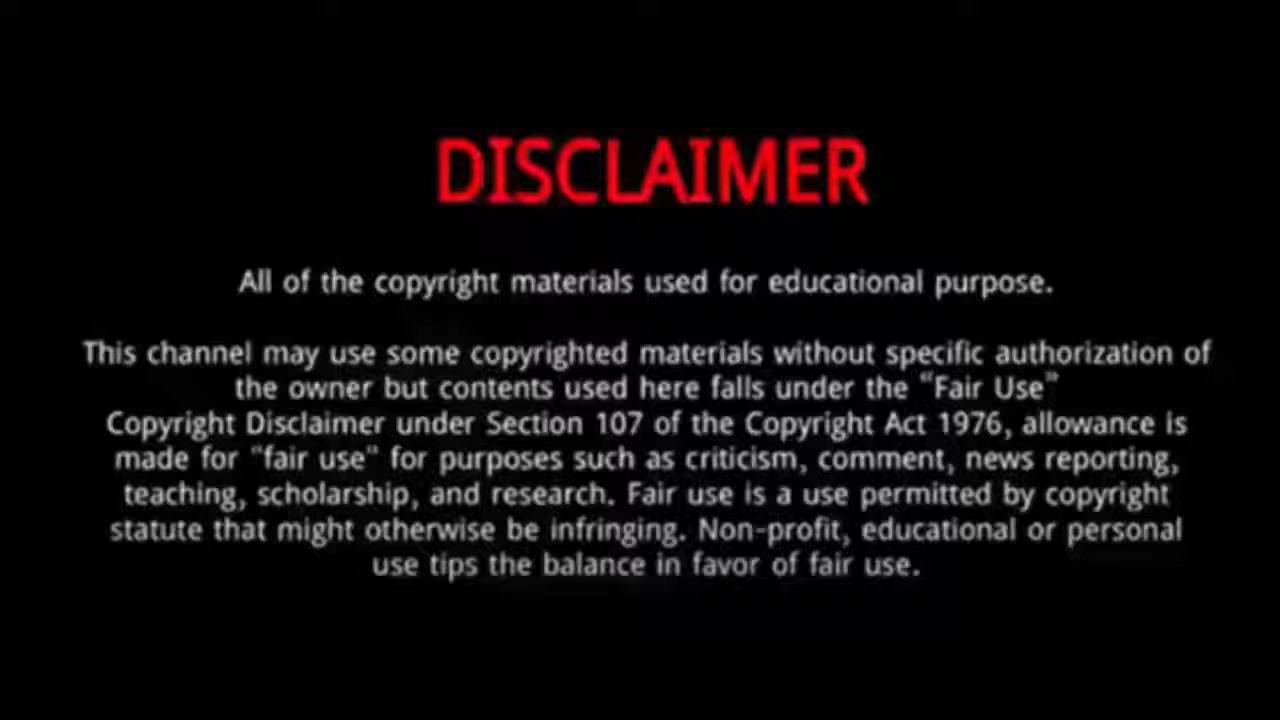 DISCLAIMER
All of the copyright materials used for educational purpose.
This channel may use some copyrighted materials without specific authorization of
the owner but contents used here falls under the “Fair Use”
Copyright Disclaimer under Section 107 of the Copyright Act 1976, allowance is
made for "fair use" for purposes such as criticism, comment, news reporting,
teaching, scholarship, and research. Fair use is a use permitted by copyright
statute that might otherwise be infringing. Non-profit, educational or personal
use tips the balance in favor of fair use.